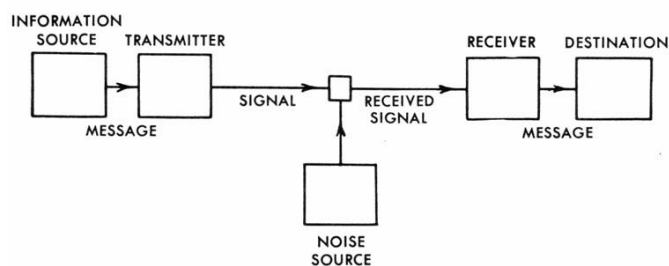 INFORMATION
SOURCE
TRANSMITTER
RECEIVER
DESTINATION
SIGNAL
RECEIVED
SIGNAL
MESSAGE
MESSAGE
NOISE
SOURCE